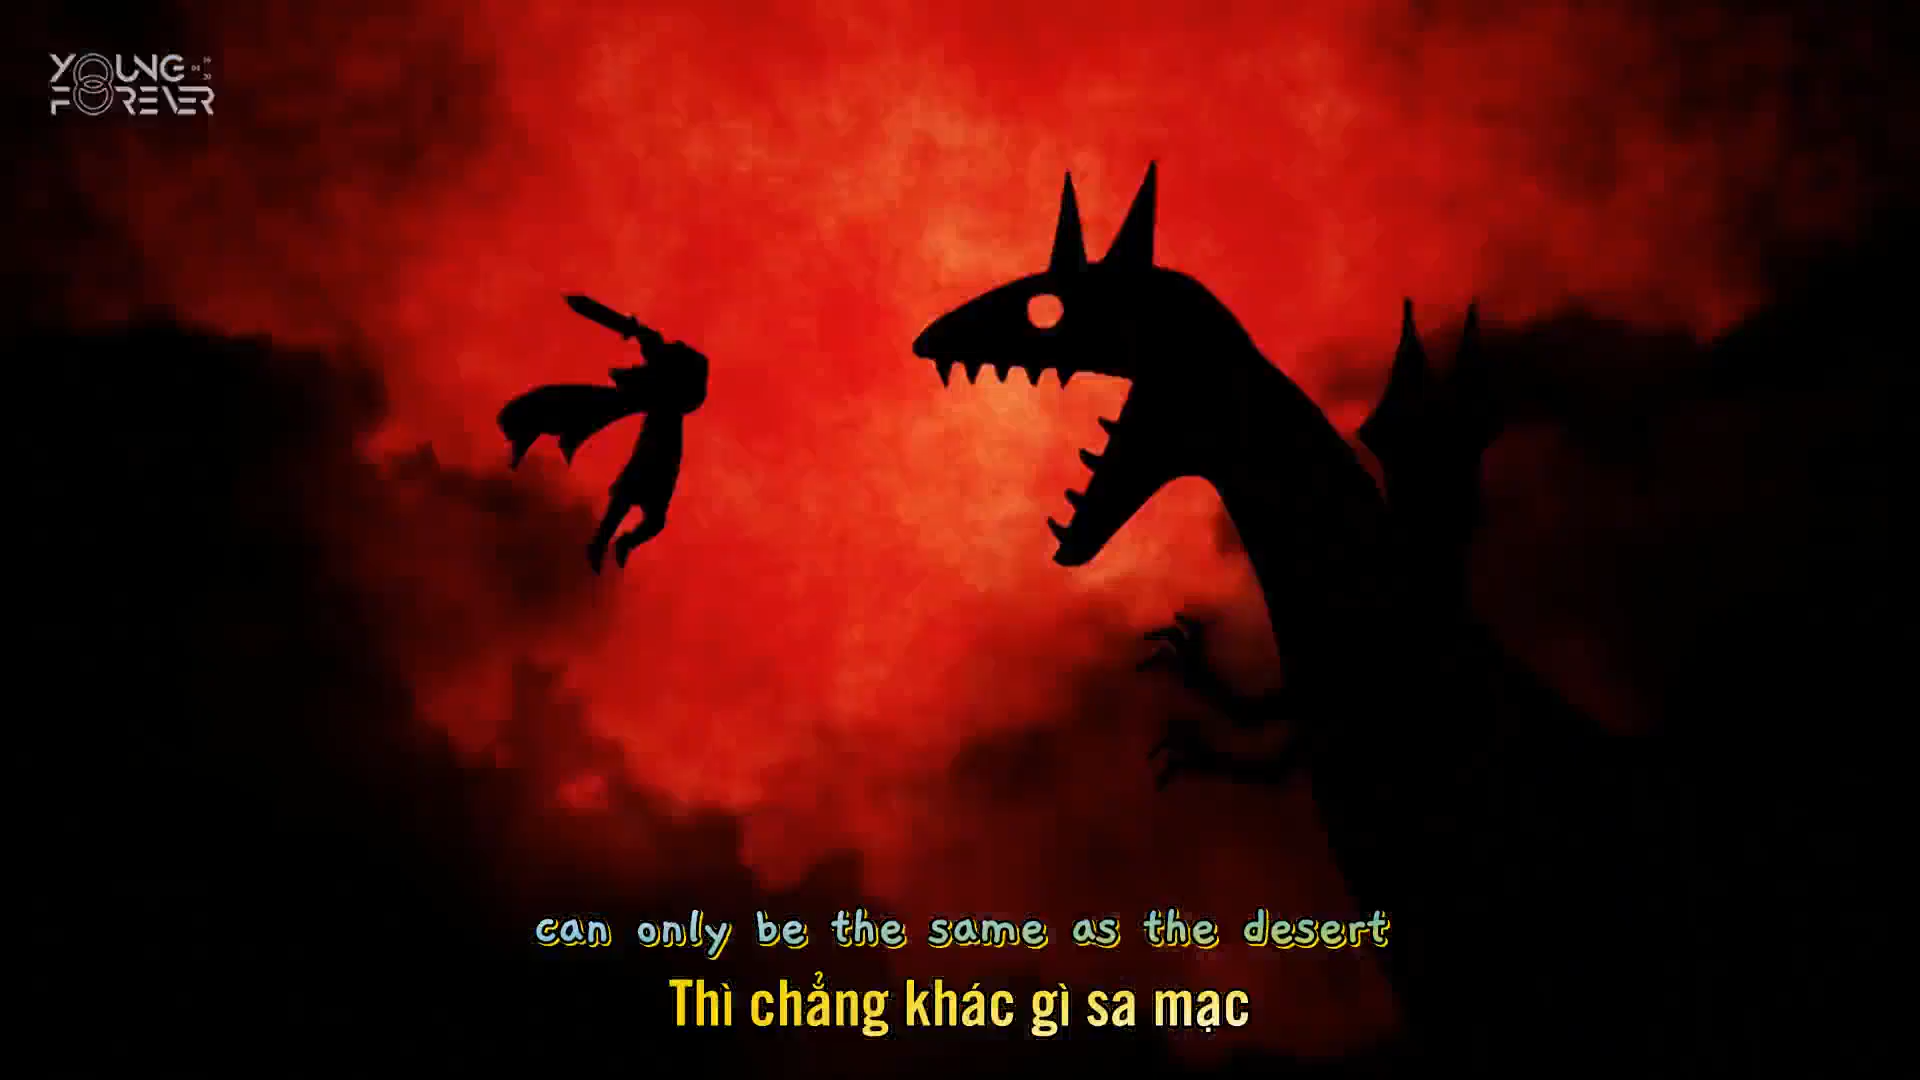 YOUNG
FOREVER
can only be the same as the desert
Thì chẳng khác gì sa mạc